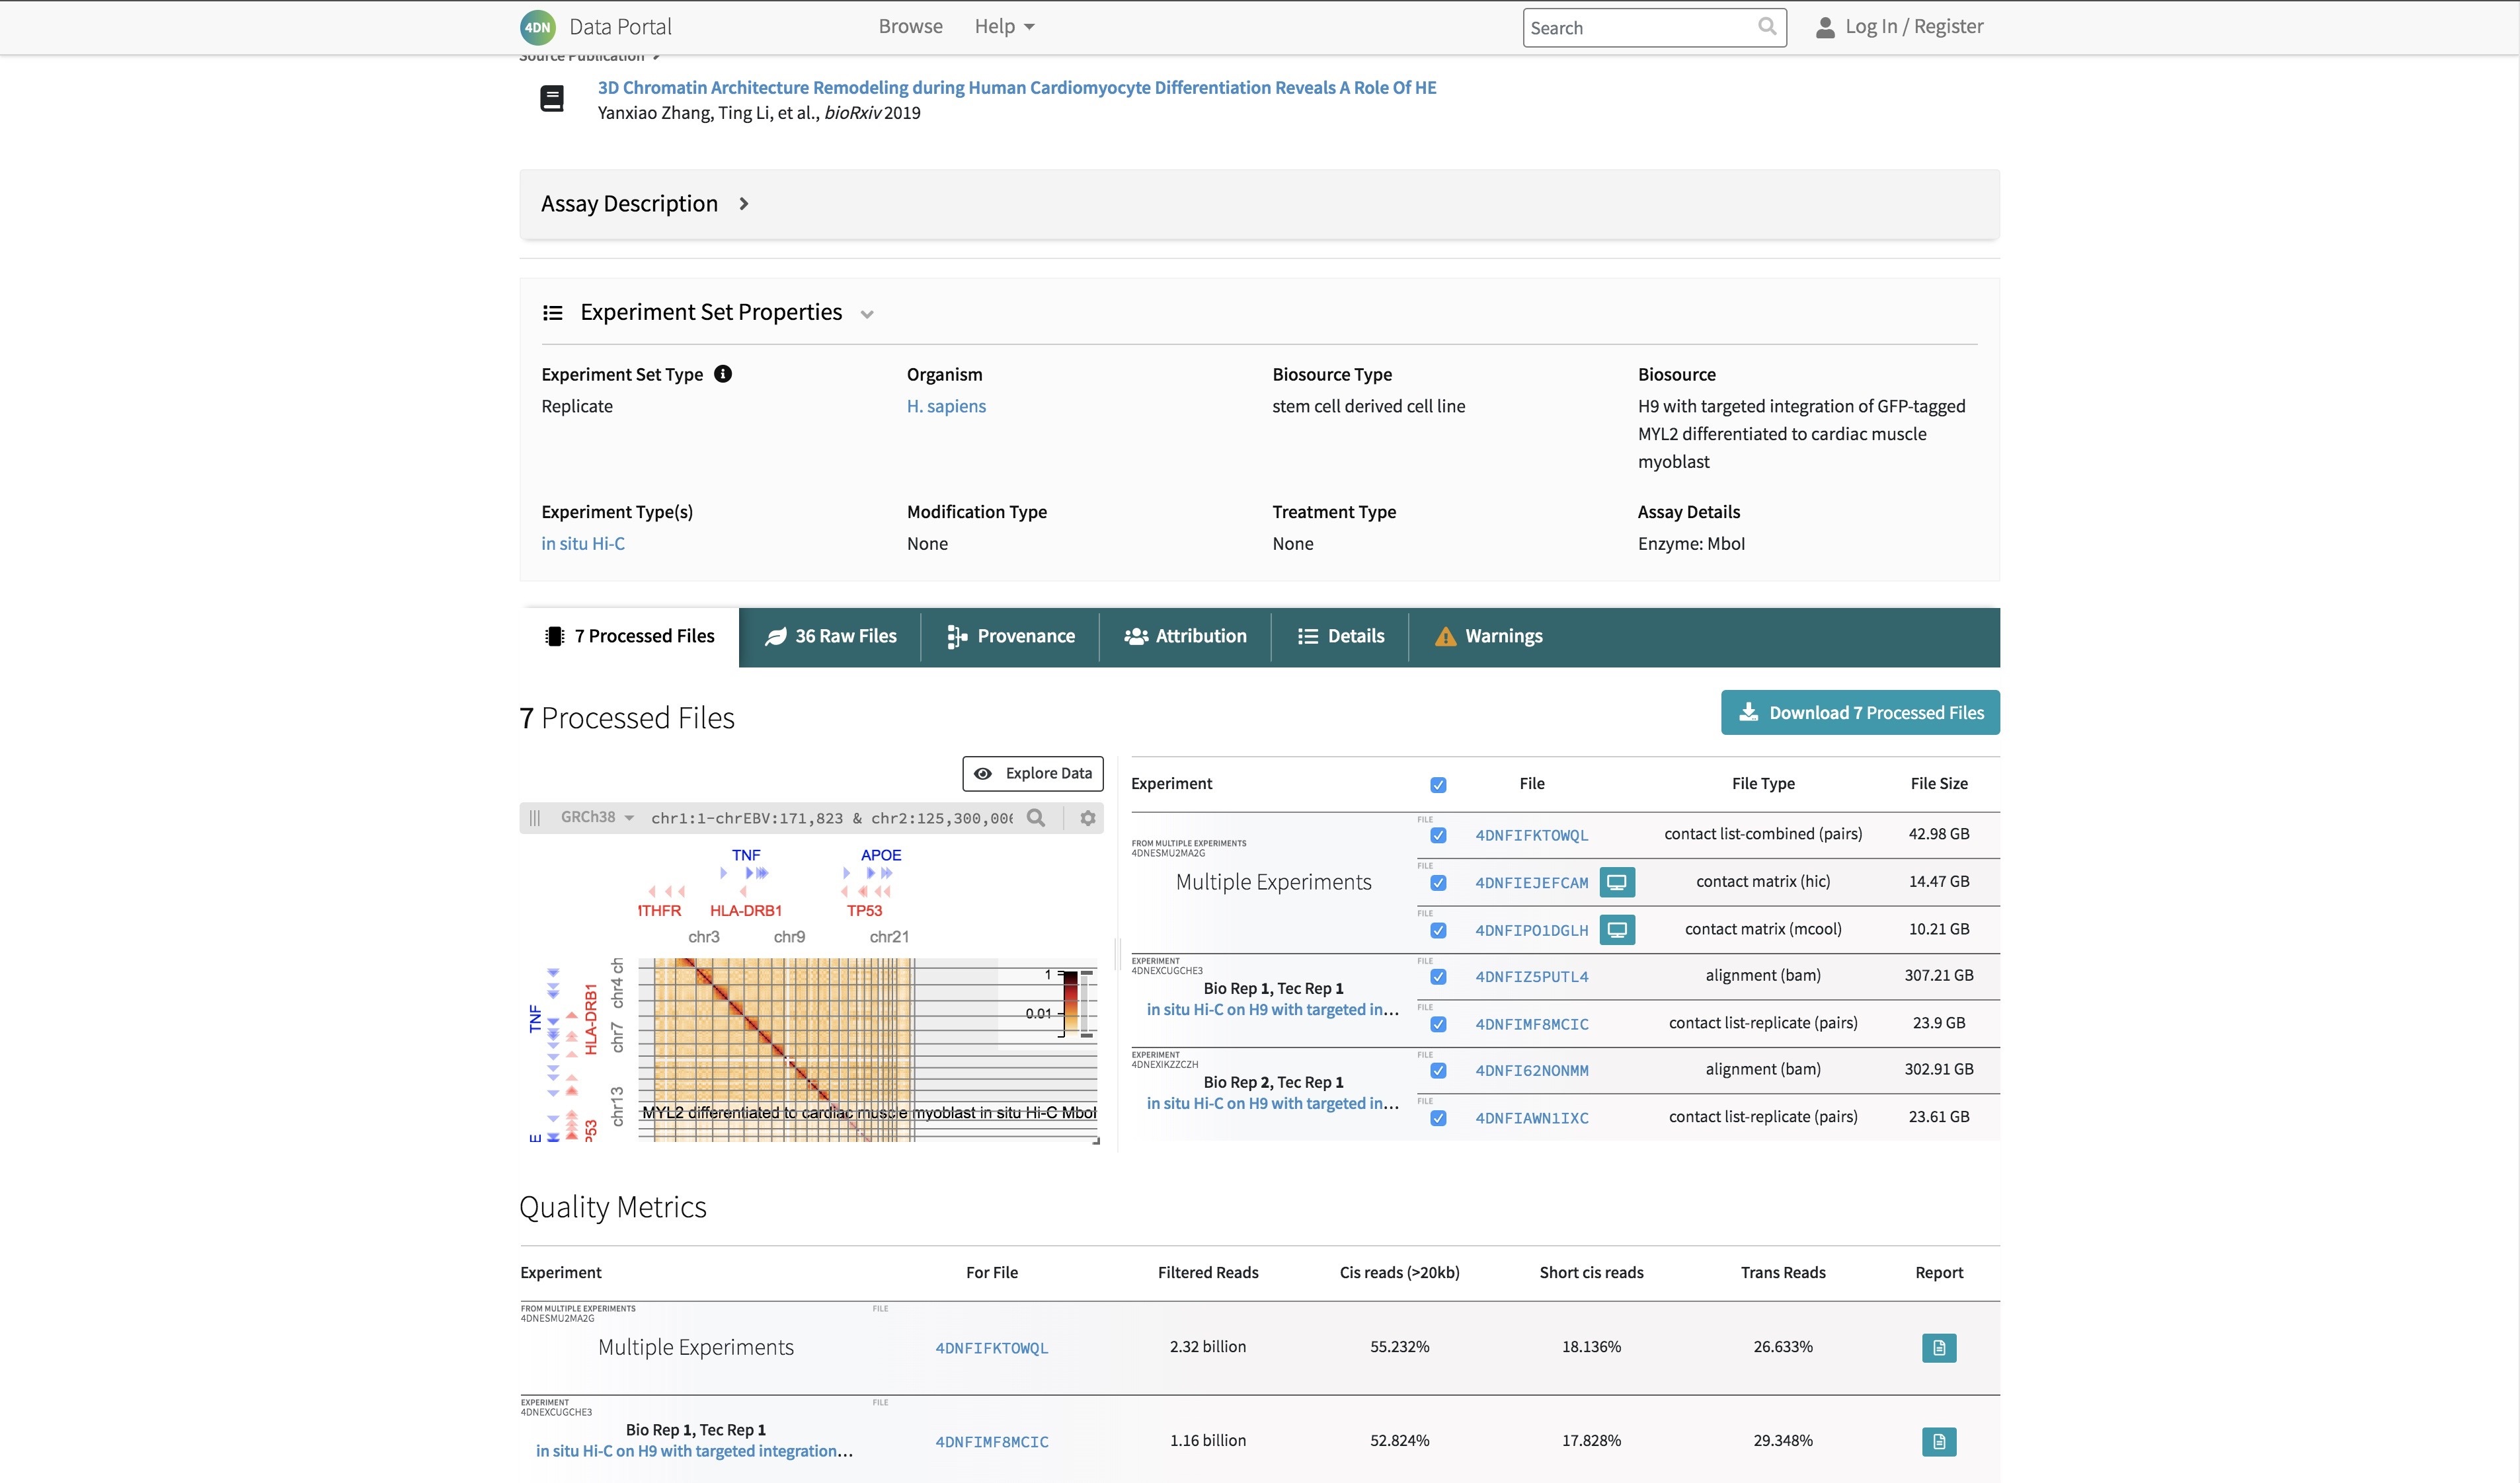 4DN Data Portal Browse Help Search Log In / Register
Source Publication
3D Chromatin Architecture Remodeling during Human Cardiomyocyte Differentiation Reveals A Role Of HE
Yanxiao Zhang, Ting Li, et al., bioRxiv 2019
Assay Description
Experiment Set Properties
Experiment Set Type Organism Biosource Type Biosource
Replicate H. sapiens stem cell derived cell line H9 with targeted integration of GFP-tagged
MYL2 differentiated to cardiac muscle
myoblast
Experiment Type(s) Modification Type Treatment Type Assay Details
in situ Hi-C None None Enzyme: MboI
7 Processed Files 36 Raw Files Provenance Attribution Details Warnings
7 Processed Files
Download 7 Processed Files
Explore Data
GRCh38 chr1:1-chrEBV:171,823 & chr2:125,300,006
TNF APOE
MTHFR HLA-DRB1 TP53
chr3 chr9 chr21
chr4 ch
chr7
chr13
TNF
HLA-DRB1
E
P53
1
0.01
MYL2 differentiated to cardiac muscle myoblast in situ Hi-C MboI
Experiment File File Type File Size
FROM MULTIPLE EXPERIMENTS
4DNESMU2MA2G
Multiple Experiments
FILE
4DNFIFKTOWQL contact list-combined (pairs) 42.98 GB
FILE
4DNFIEJEFCAM contact matrix (hic) 14.47 GB
FILE
4DNFIPO1DGLH contact matrix (mcool) 10.21 GB
EXPERIMENT
4DNEXCUGCHE3
Bio Rep 1, Tec Rep 1
in situ Hi-C on H9 with targeted in...
FILE
4DNFIZ5PUTL4 alignment (bam) 307.21 GB
FILE
4DNFIMF8MCIC contact list-replicate (pairs) 23.9 GB
EXPERIMENT
4DNEXIKZZCZH
Bio Rep 2, Tec Rep 1
in situ Hi-C on H9 with targeted in...
FILE
4DNFI62NONMM alignment (bam) 302.91 GB
FILE
4DNFIAWN1IXC contact list-replicate (pairs) 23.61 GB
Quality Metrics
Experiment For File Filtered Reads Cis reads (>20kb) Short cis reads Trans Reads Report
FROM MULTIPLE EXPERIMENTS FILE
4DNESMU2MA2G
Multiple Experiments 4DNFIFKTOWQL 2.32 billion 55.232% 18.136% 26.633%
EXPERIMENT FILE
4DNEXCUGCHE3
Bio Rep 1, Tec Rep 1
in situ Hi-C on H9 with targeted integration... 4DNFIMF8MCIC 1.16 billion 52.824% 17.828% 29.348%